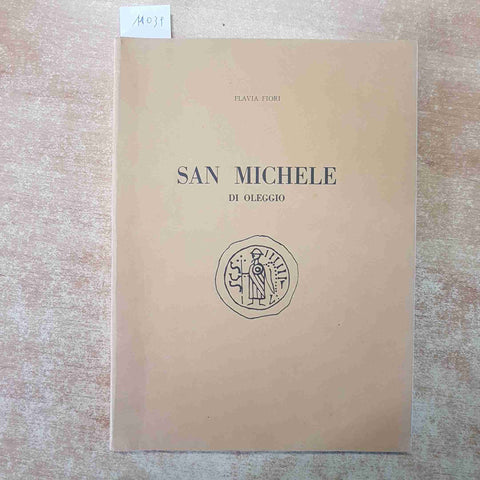 11031
FLAVIA FIORI
SAN MICHELE
DI OLEGGIO